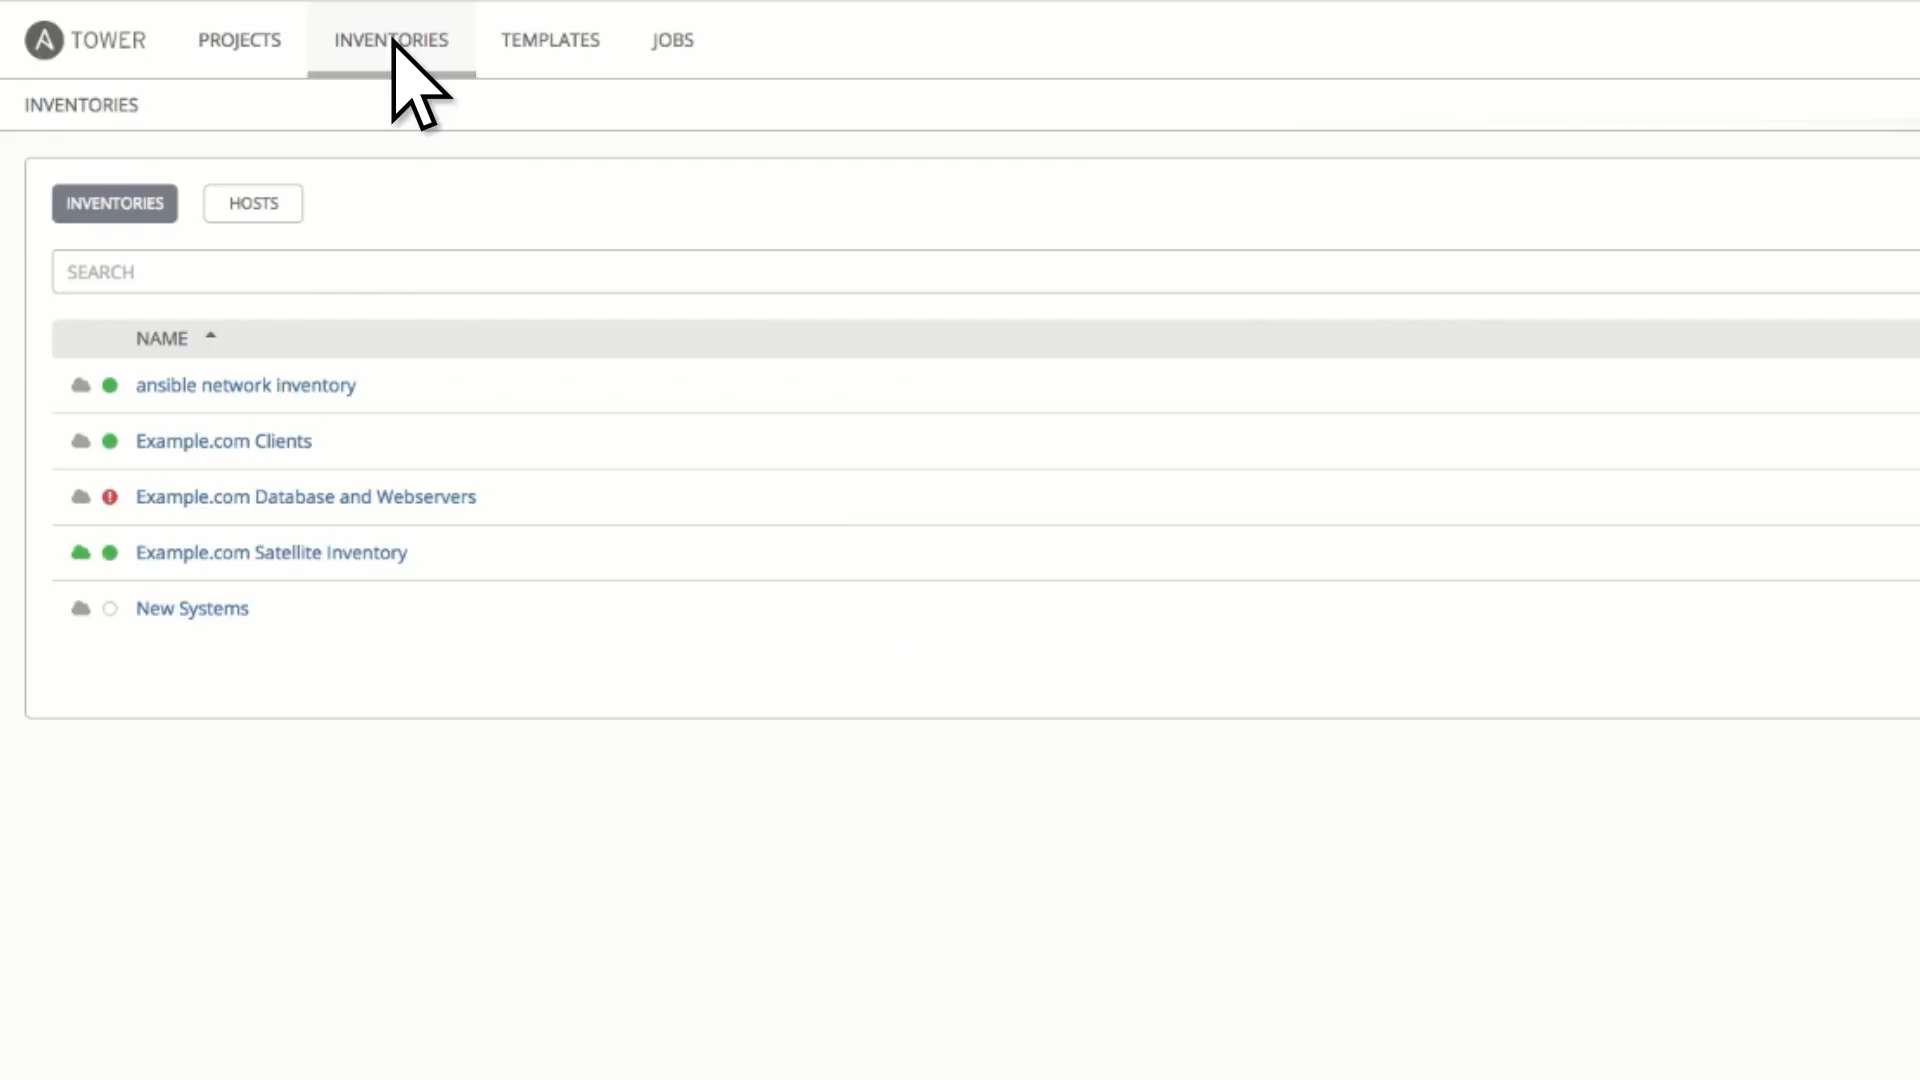 TOWER PROJECTS INVENTORIES TEMPLATES JOBS
INVENTORIES
INVENTORIES HOSTS
SEARCH
NAME
ansible network inventory
Example.com Clients
Example.com Database and Webservers
Example.com Satellite Inventory
New Systems